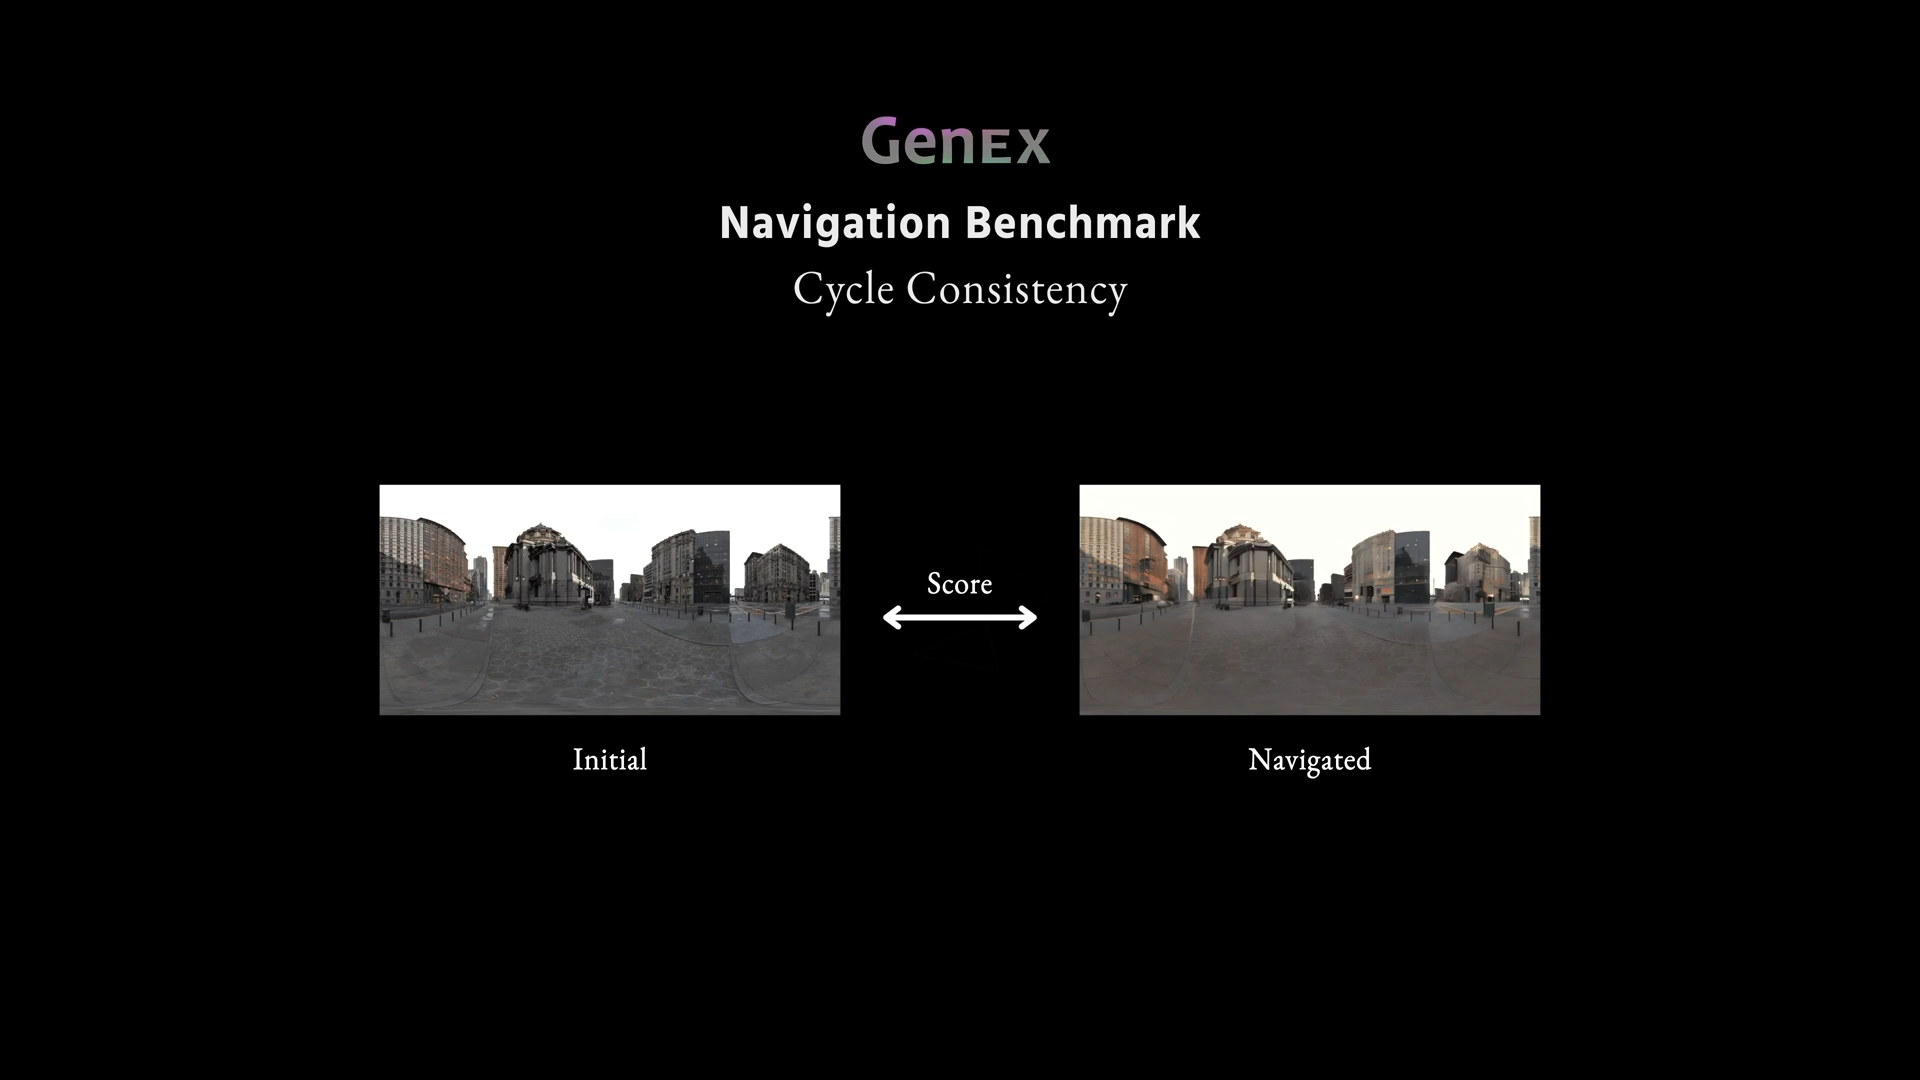 GenEx
Navigation Benchmark
Cycle Consistency
Score
Initial
Navigated